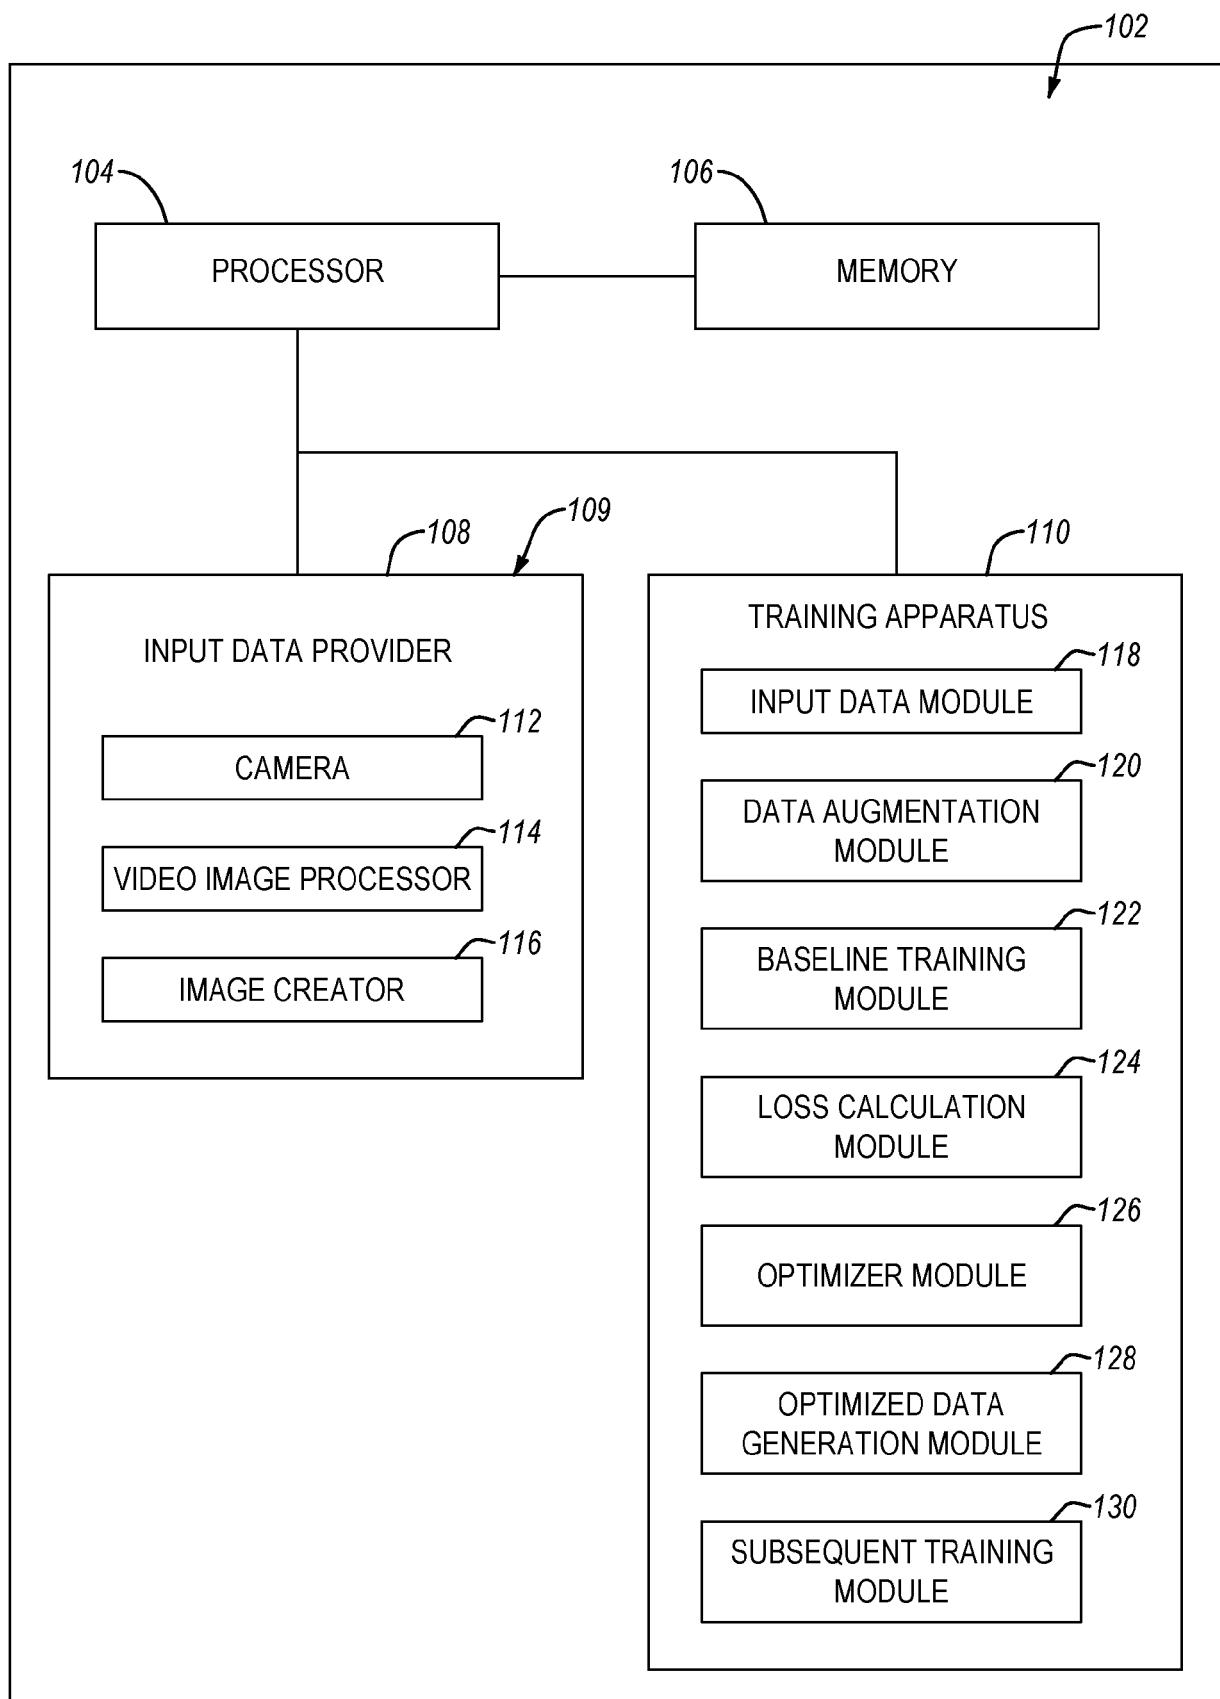 102
104
106
PROCESSOR
MEMORY
108
109
110
INPUT DATA PROVIDER
112
CAMERA
114
VIDEO IMAGE PROCESSOR
116
IMAGE CREATOR
TRAINING APPARATUS
118
INPUT DATA MODULE
120
DATA AUGMENTATION
MODULE
122
BASELINE TRAINING
MODULE
124
LOSS CALCULATION
MODULE
126
OPTIMIZER MODULE
128
OPTIMIZED DATA
GENERATION MODULE
130
SUBSEQUENT TRAINING
MODULE